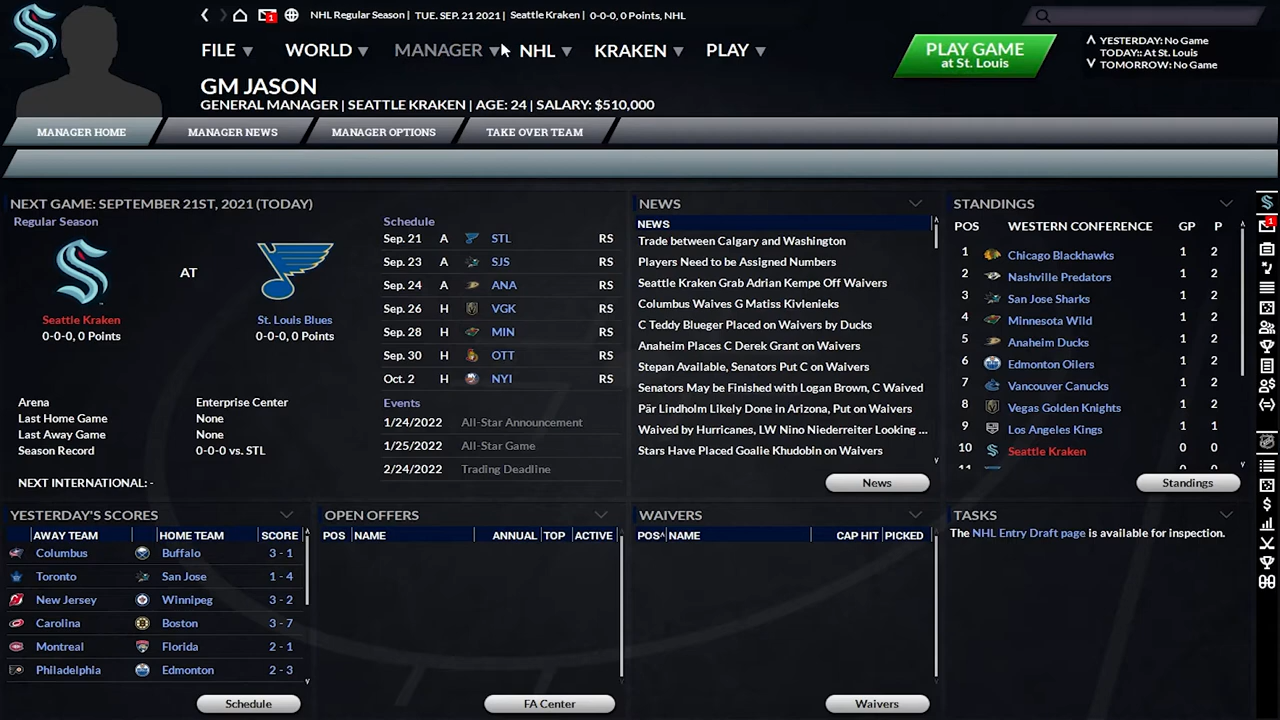 1 NHL Regular Season | TUE. SEP. 21 2021 | Seattle Kraken | 0-0-0, 0 Points, NHL
FILE WORLD MANAGER NHL KRAKEN PLAY
PLAY GAME
at St. Louis
YESTERDAY: No Game
TODAY: At St. Louis
TOMORROW: No Game
GM JASON
GENERAL MANAGER | SEATTLE KRAKEN | AGE: 24 | SALARY: $510,000
MANAGER HOME MANAGER NEWS MANAGER OPTIONS TAKE OVER TEAM
NEXT GAME: SEPTEMBER 21ST, 2021 (TODAY)
Regular Season
AT
Seattle Kraken
0-0-0, 0 Points
St. Louis Blues
0-0-0, 0 Points
Arena Enterprise Center
Last Home Game None
Last Away Game None
Season Record 0-0-0 vs. STL
NEXT INTERNATIONAL: -
Schedule
Sep. 21 A STL RS
Sep. 23 A SJS RS
Sep. 24 A ANA RS
Sep. 26 H VGK RS
Sep. 28 H MIN RS
Sep. 30 H OTT RS
Oct. 2 H NYI RS
Events
1/24/2022 All-Star Announcement
1/25/2022 All-Star Game
2/24/2022 Trading Deadline
NEWS
NEWS
Trade between Calgary and Washington
Players Need to be Assigned Numbers
Seattle Kraken Grab Adrian Kempe Off Waivers
Columbus Waives G Matiss Kivlenieks
C Teddy Blueger Placed on Waivers by Ducks
Anaheim Places C Derek Grant on Waivers
Stepan Available, Senators Put C on Waivers
Senators May be Finished with Logan Brown, C Waived
Pär Lindholm Likely Done in Arizona, Put on Waivers
Waived by Hurricanes, LW Nino Niederreiter Looking ...
Stars Have Placed Goalie Khudobin on Waivers
News
STANDINGS
POS WESTERN CONFERENCE GP P
1 Chicago Blackhawks 1 2
2 Nashville Predators 1 2
3 San Jose Sharks 1 2
4 Minnesota Wild 1 2
5 Anaheim Ducks 1 2
6 Edmonton Oilers 1 2
7 Vancouver Canucks 1 2
8 Vegas Golden Knights 1 2
9 Los Angeles Kings 1 1
10 Seattle Kraken 0 0
11 0 0
Standings
1
YESTERDAY'S SCORES
AWAY TEAM HOME TEAM SCORE
Columbus Buffalo 3 - 1
Toronto San Jose 1 - 4
New Jersey Winnipeg 3 - 2
Carolina Boston 3 - 7
Montreal Florida 2 - 1
Philadelphia Edmonton 2 - 3
Schedule
OPEN OFFERS
POS NAME ANNUAL TOP ACTIVE
FA Center
WAIVERS
POS^ NAME CAP HIT PICKED
Waivers
TASKS
The NHL Entry Draft page is available for inspection.